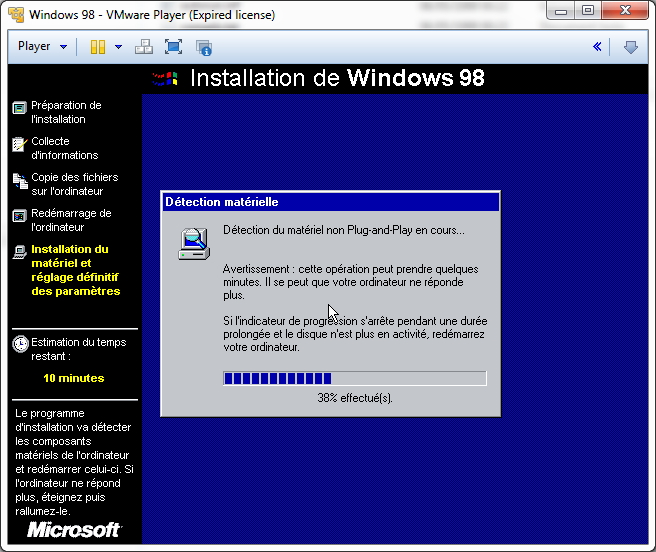 Windows 98 - VMware Player (Expired license)
Player
Installation de Windows 98
Préparation de
l'installation
Collecte
d'informations
Copie des fichiers
sur l'ordinateur
Redémarrage de
l'ordinateur
Installation du
matériel et
réglage définitif
des paramètres
Estimation du temps
restant :
10 minutes
Le programme
d'installation va détecter
les composants
matériels de l'ordinateur
et redémarrer celui-ci. Si
l'ordinateur ne répond
plus, éteignez puis
rallumez-le.
Microsoft
Détection matérielle
Détection du matériel non Plug-and-Play en cours...
Avertissement : cette opération peut prendre quelques
minutes. Il se peut que votre ordinateur ne réponde
plus.
Si l'indicateur de progression s'arrête pendant une durée
prolongée et le disque n'est plus en activité, redémarrez
votre ordinateur.
38% effectué(s).